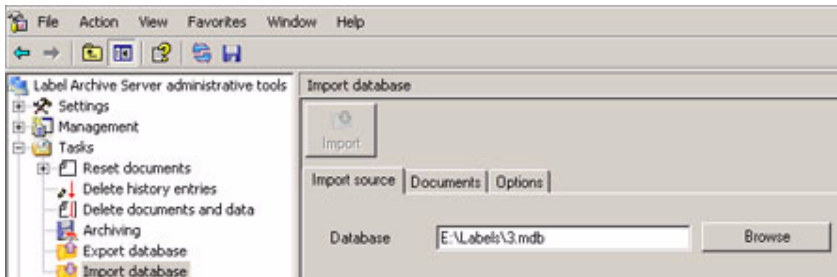 File Action View Favorites Window Help
Label Archive Server administrative tools
Settings
Management
Tasks
Reset documents
Delete history entries
Delete documents and data
Archiving
Export database
Import database
Import database
Import
Import source Documents Options
Database E:\Labels\3.mdb Browse